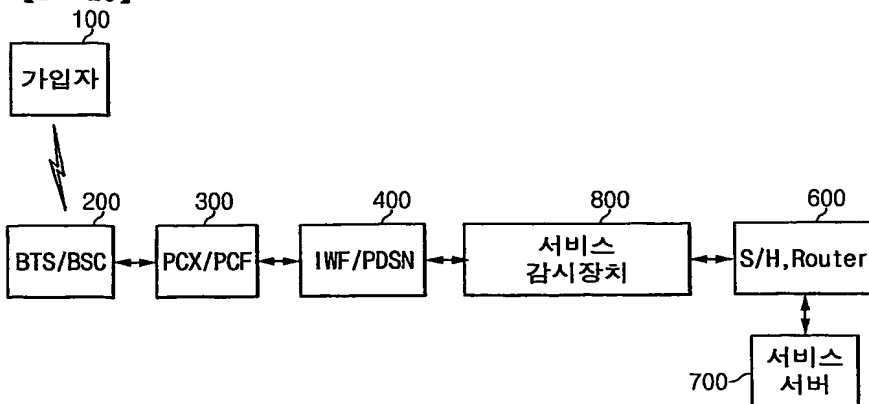 100
가입자
200
300
400
800
600
BTS/BSC
PCX/PCF
IWF/PDSN
서비스
감시장치
S/H,Router
서비스
서버
700